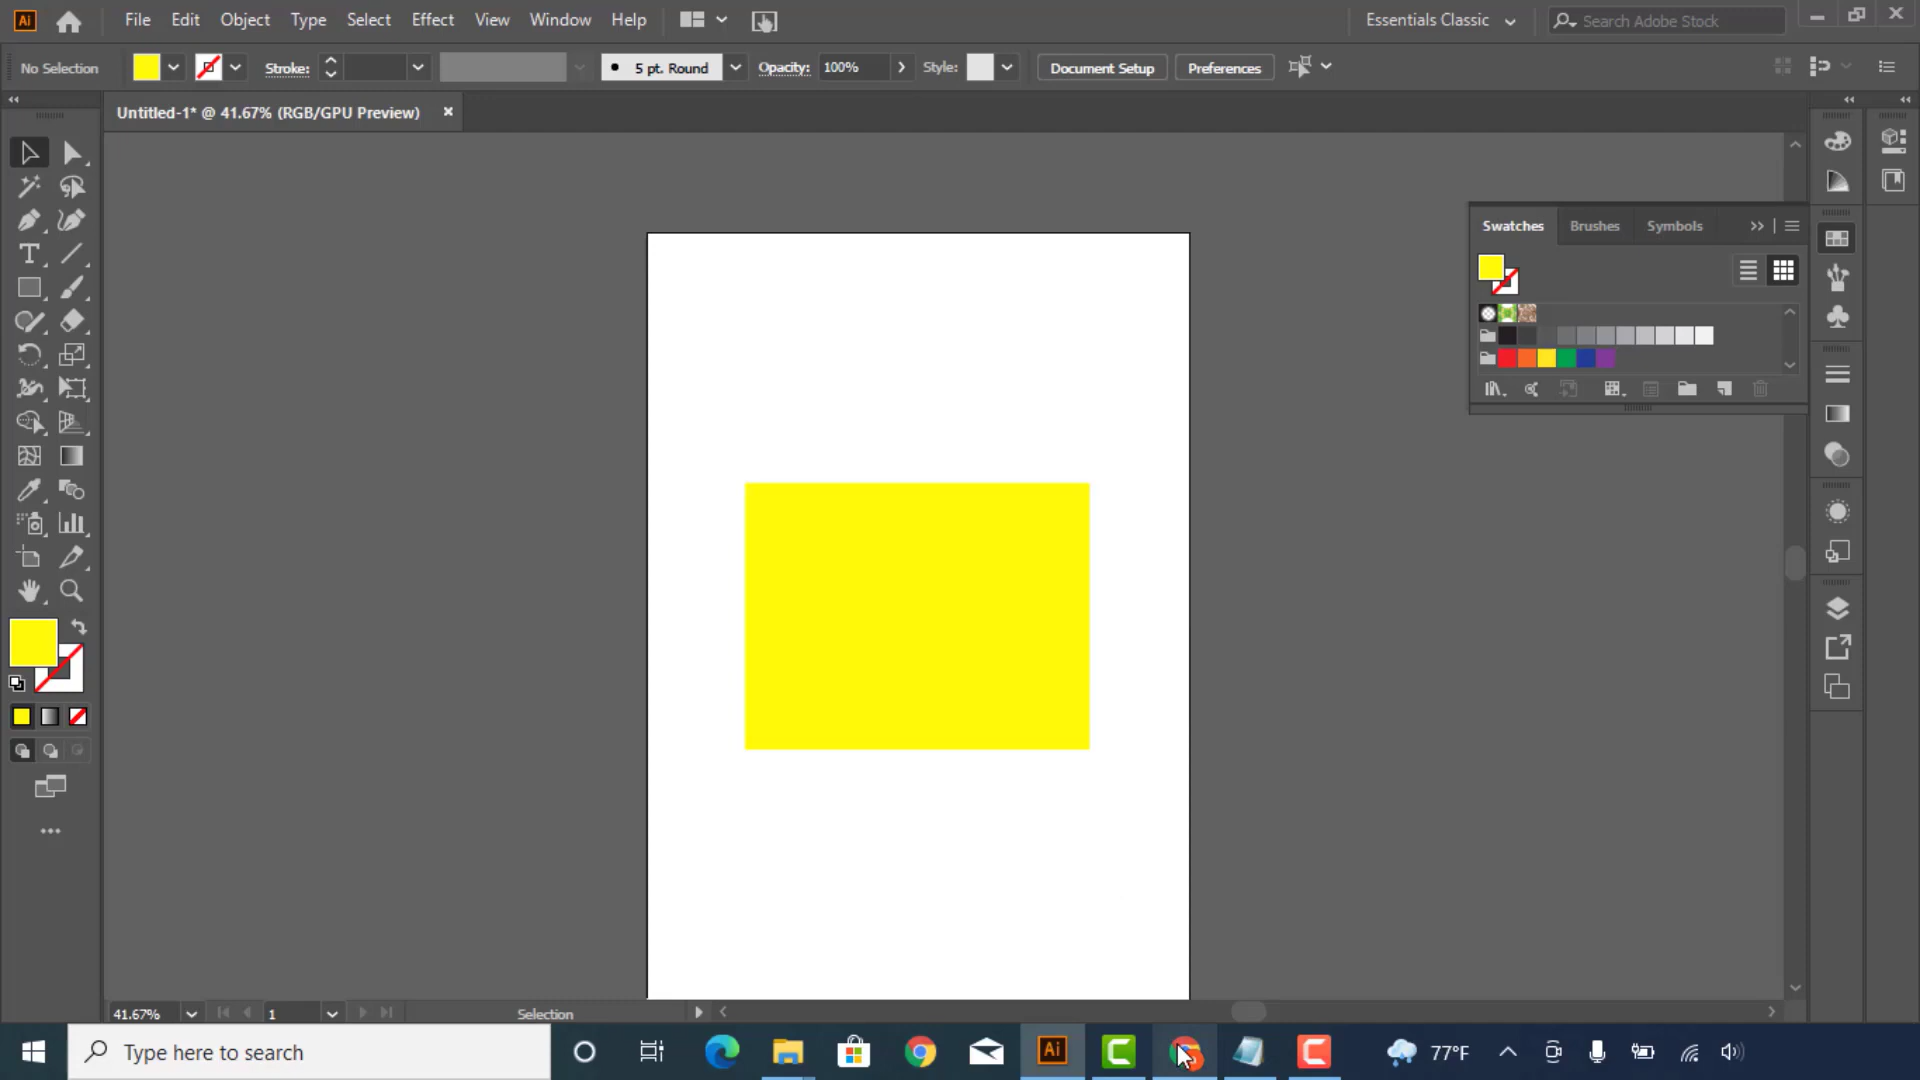 Ai File Edit Object Type Select Effect View Window Help Essentials Classic Search Adobe Stock
No Selection Stroke: 5 pt. Round Opacity: 100% Style: Document Setup Preferences
Untitled-1* @ 41.67% (RGB/GPU Preview)
Swatches Brushes Symbols
T
41.67% 1 Selection
Type here to search Ai 77°F